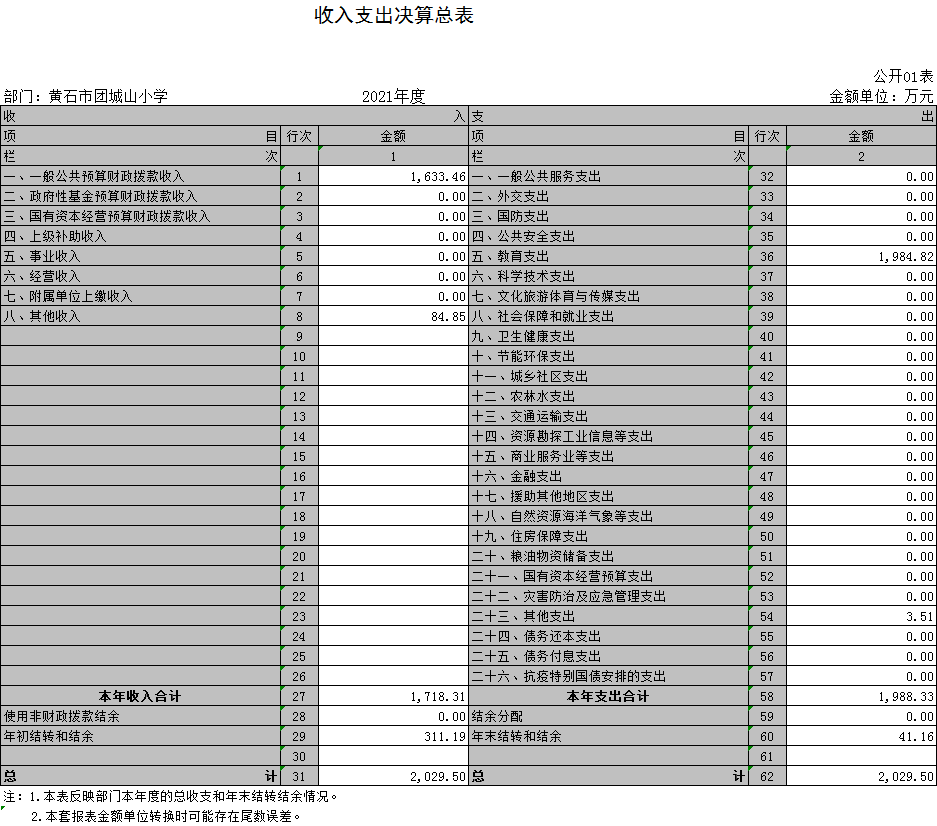 收入支出决算总表
公开01表
部门：黄石市团城山小学 2021年度 金额单位：万元
收 入 支 出
项 目 行次 金额 项 目 行次 金额
栏 次 1 栏 次 2
一、一般公共预算财政拨款收入 1 1,633.46 一、一般公共服务支出 32 0.00
二、政府性基金预算财政拨款收入 2 0.00 二、外交支出 33 0.00
三、国有资本经营预算财政拨款收入 3 0.00 三、国防支出 34 0.00
四、上级补助收入 4 0.00 四、公共安全支出 35 0.00
五、事业收入 5 0.00 五、教育支出 36 1,984.82
六、经营收入 6 0.00 六、科学技术支出 37 0.00
七、附属单位上缴收入 7 0.00 七、文化旅游体育与传媒支出 38 0.00
八、其他收入 8 84.85 八、社会保障和就业支出 39 0.00
9 九、卫生健康支出 40 0.00
10 十、节能环保支出 41 0.00
11 十一、城乡社区支出 42 0.00
12 十二、农林水支出 43 0.00
13 十三、交通运输支出 44 0.00
14 十四、资源勘探工业信息等支出 45 0.00
15 十五、商业服务业等支出 46 0.00
16 十六、金融支出 47 0.00
17 十七、援助其他地区支出 48 0.00
18 十八、自然资源海洋气象等支出 49 0.00
19 十九、住房保障支出 50 0.00
20 二十、粮油物资储备支出 51 0.00
21 二十一、国有资本经营预算支出 52 0.00
22 二十二、灾害防治及应急管理支出 53 0.00
23 二十三、其他支出 54 3.51
24 二十四、债务还本支出 55 0.00
25 二十五、债务付息支出 56 0.00
26 二十六、抗疫特别国债安排的支出 57 0.00
本年收入合计 27 1,718.31 本年支出合计 58 1,988.33
使用非财政拨款结余 28 0.00 结余分配 59 0.00
年初结转和结余 29 311.19 年末结转和结余 60 41.16
30 61
总 计 31 2,029.50 总 计 62 2,029.50
注：1.本表反映部门本年度的总收支和年末结转结余情况。
2.本套报表金额单位转换时可能存在尾数误差。